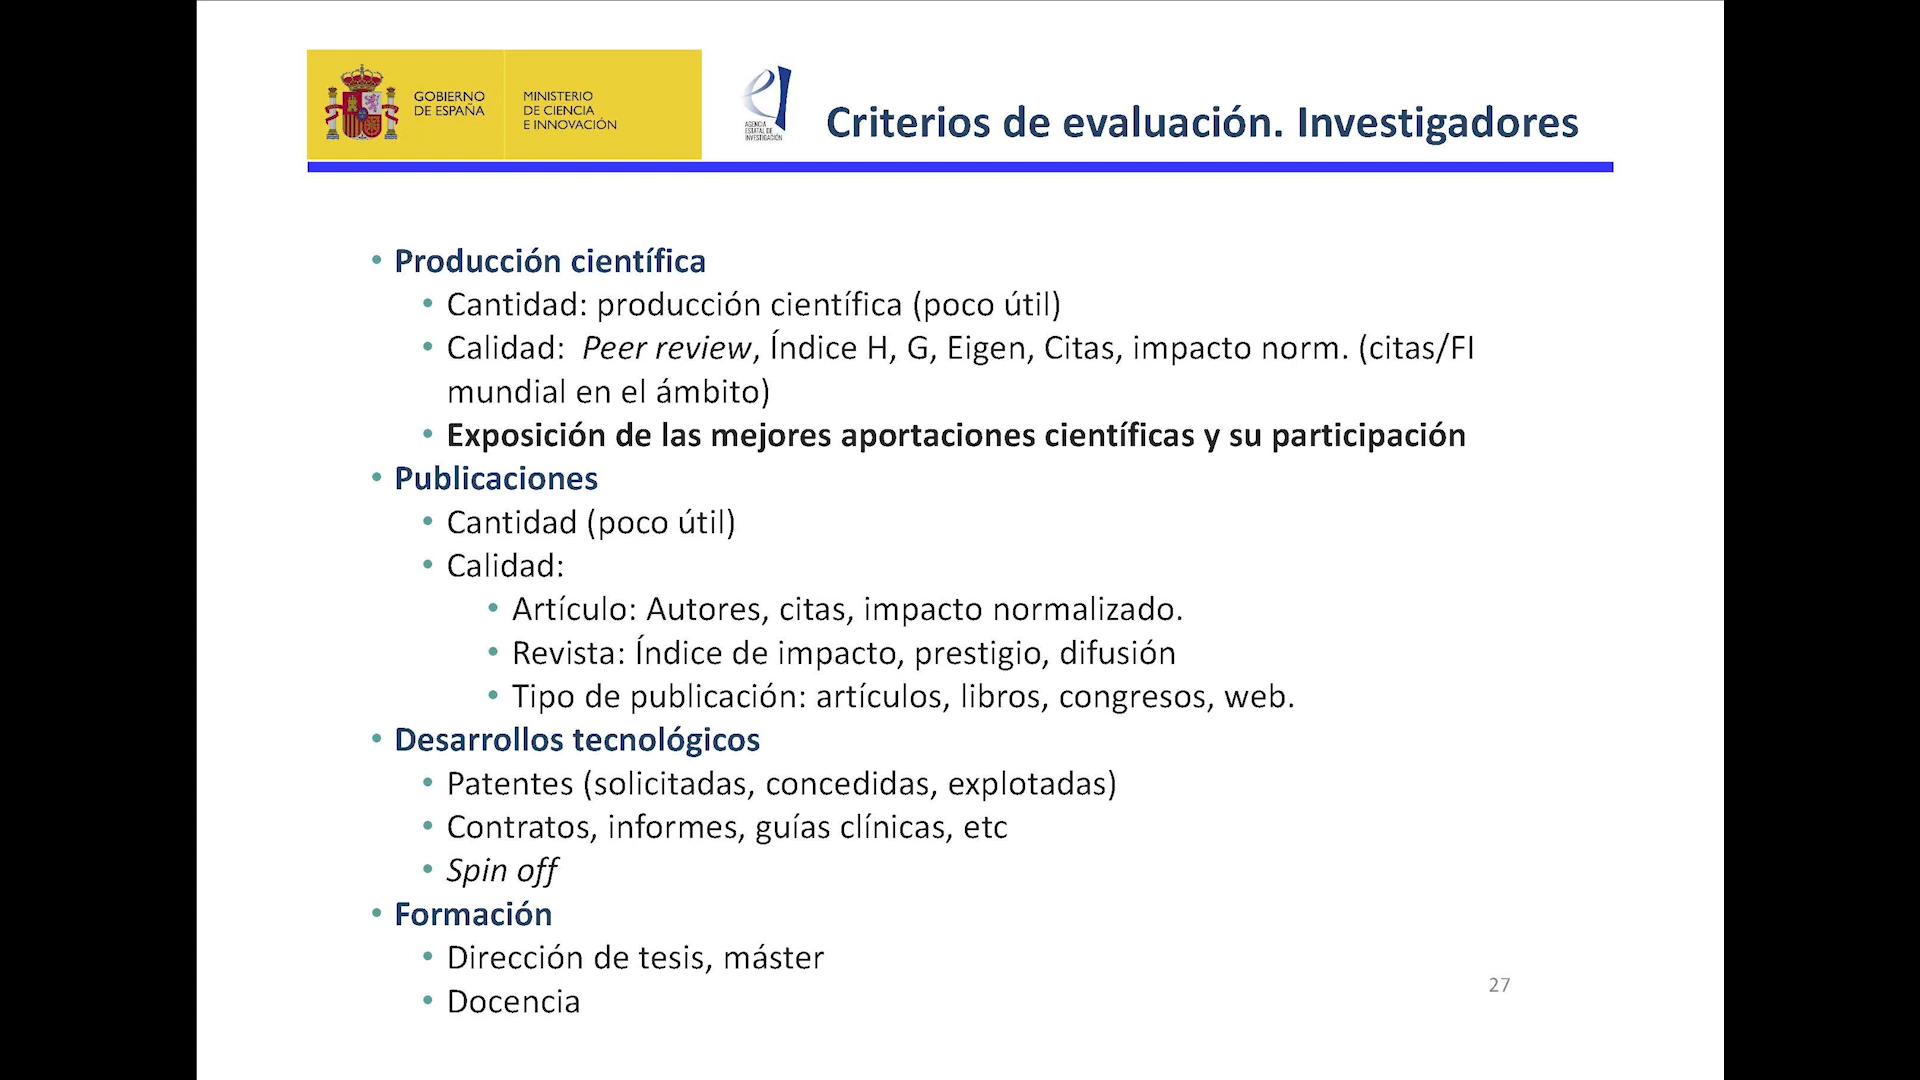 GOBIERNO
DE ESPAÑA
MINISTERIO
DE CIENCIA
E INNOVACIÓN
AGENCIA
ESTATAL DE
INVESTIGACIÓN
Criterios de evaluación. Investigadores
• Producción científica
• Cantidad: producción científica (poco útil)
• Calidad: Peer review, Índice H, G, Eigen, Citas, impacto norm. (citas/FI
mundial en el ámbito)
• Exposición de las mejores aportaciones científicas y su participación
• Publicaciones
• Cantidad (poco útil)
• Calidad:
• Artículo: Autores, citas, impacto normalizado.
• Revista: Índice de impacto, prestigio, difusión
• Tipo de publicación: artículos, libros, congresos, web.
• Desarrollos tecnológicos
• Patentes (solicitadas, concedidas, explotadas)
• Contratos, informes, guías clínicas, etc
• Spin off
• Formación
• Dirección de tesis, máster
• Docencia
27